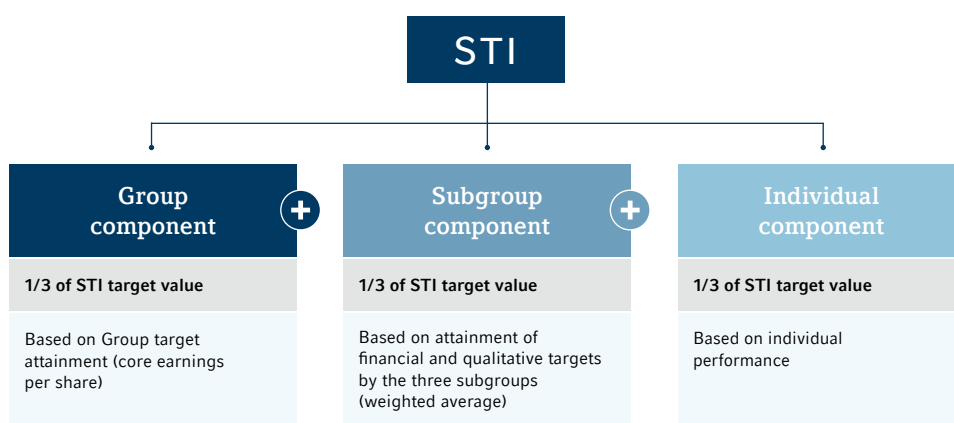 STI
Group
component
+
Subgroup
component
+
Individual
component
1/3 of STI target value
1/3 of STI target value
1/3 of STI target value
Based on Group target
attainment (core earnings
per share)
Based on attainment of
financial and qualitative targets
by the three subgroups
(weighted average)
Based on individual
performance